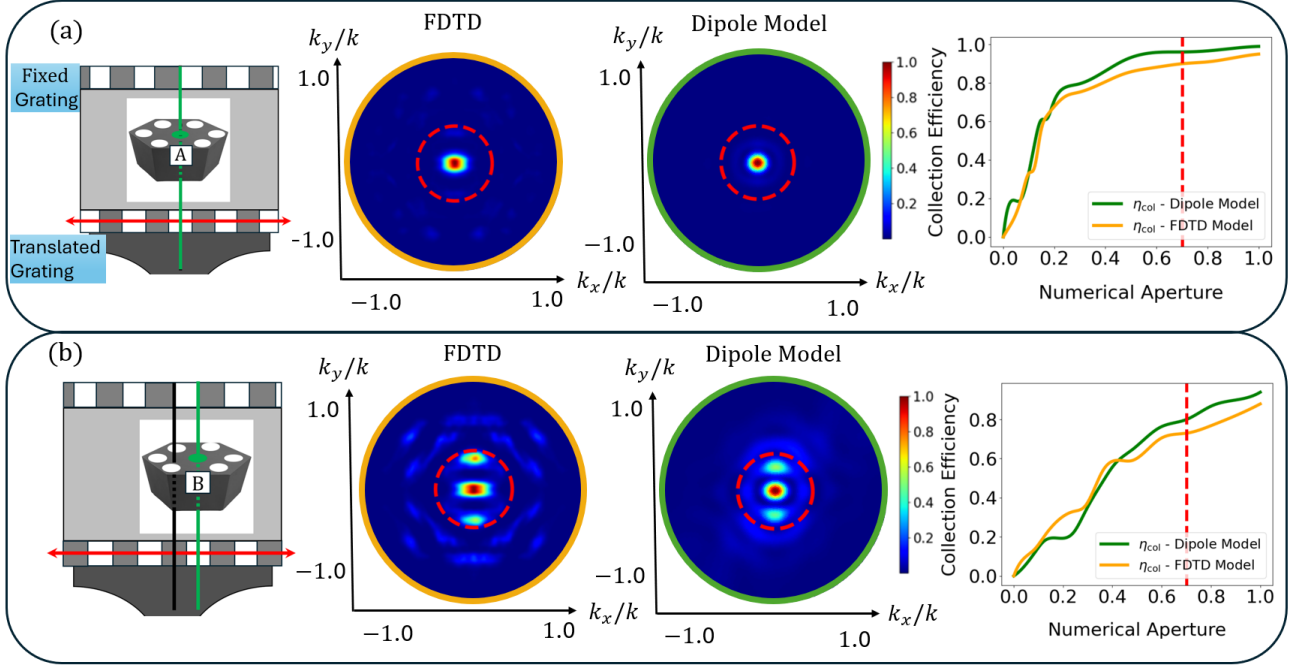 (a)
Fixed
Grating
A
Translated
Grating
FDTD
k_y/k
1.0
-1.0
−1.0
1.0
k_x/k
Dipole Model
k_y/k
1.0
-1.0
−1.0
1.0
k_x/k
1.0
0.8
0.6
0.4
0.2
Collection Efficiency
1.0
0.8
0.6
0.4
0.2
0.0
η_col - Dipole Model
η_col - FDTD Model
0.0 0.2 0.4 0.6 0.8 1.0
Numerical Aperture
(b)
B
FDTD
k_y/k
1.0
-1.0
−1.0
1.0
k_x/k
Dipole Model
k_y/k
1.0
-1.0
−1.0
1.0
k_x/k
1.0
0.8
0.6
0.4
0.2
0.0
Collection Efficiency
0.8
0.6
0.4
0.2
0.0
η_col - Dipole Model
η_col - FDTD Model
0.0 0.2 0.4 0.6 0.8 1.0
Numerical Aperture